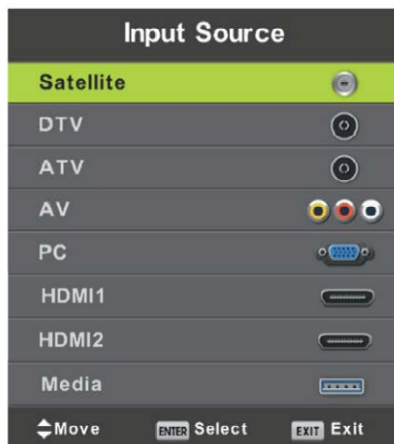 Input Source
Satellite
DTV
ATV
AV
PC
HDMI1
HDMI2
Media
Move ENTER Select EXIT Exit